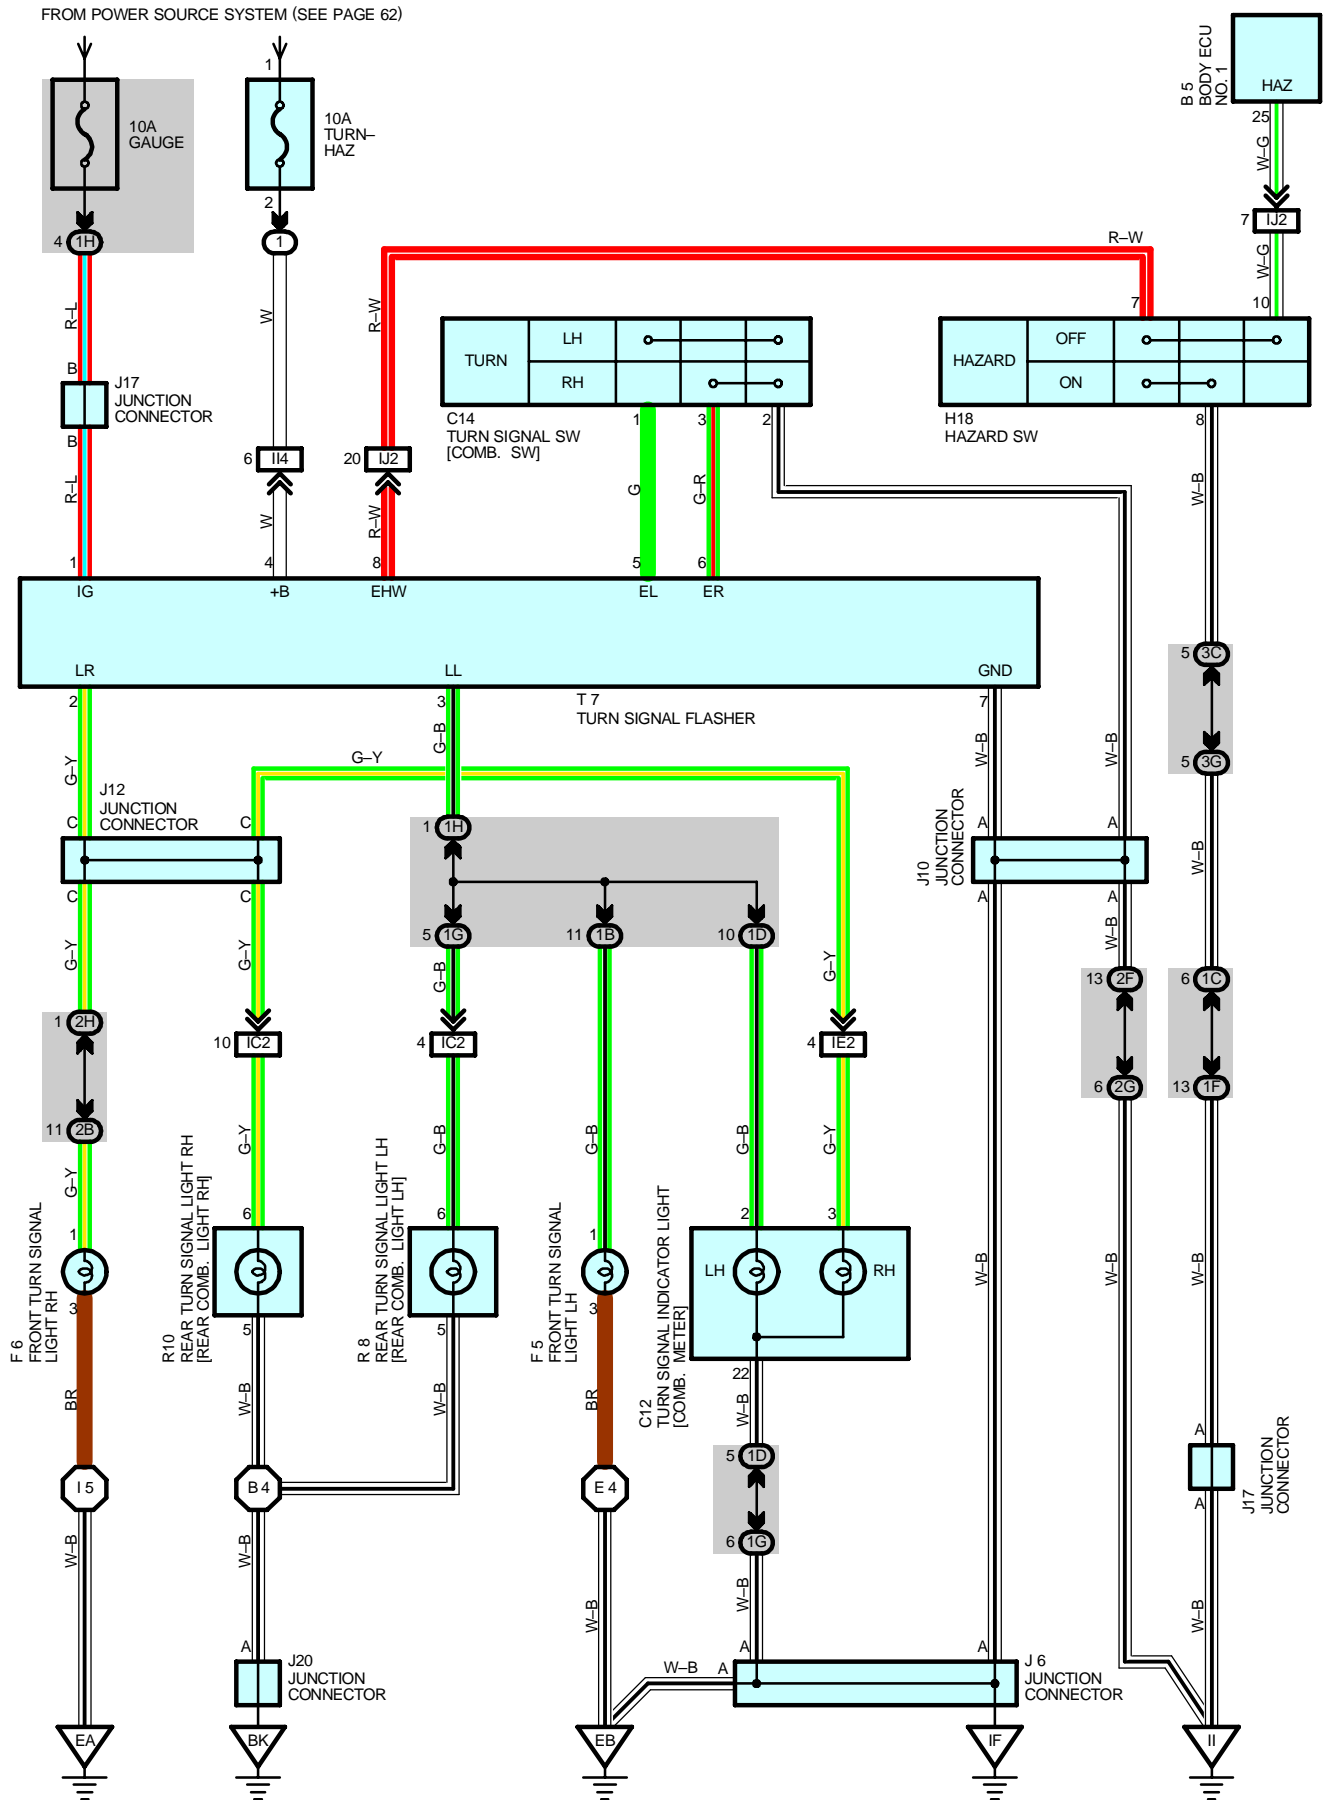 FROM POWER SOURCE SYSTEM (SEE PAGE 62)
10A
GAUGE
4
1H
R–L
B
J17
JUNCTION
CONNECTOR
B
R–L
1
1
10A
TURN–
HAZ
2
1
W
6
II4
W
4
R–W
R–W
20
IJ2
R–W
8
TURN
LH
RH
C14
TURN SIGNAL SW
[COMB. SW]
1
3
2
G
G–R
5
6
B 5
BODY ECU
NO. 1
HAZ
25
W–G
7
IJ2
W–G
7
10
HAZARD
OFF
ON
H18
HAZARD SW
8
W–B
IG
+B
EHW
EL
ER
LR
LL
GND
T 7
TURN SIGNAL FLASHER
2
3
7
G–Y
G–B
W–B
W–B
5
3C
5
3G
W–B
G–Y
J12
JUNCTION
CONNECTOR
C
C
C
C
G–Y
G–Y
1
1H
5
1G
11
1B
10
1D
G–B
G–Y
J10
JUNCTION
CONNECTOR
A
A
A
A
W–B
13
2F
6
2G
6
1C
13
1F
1
2H
11
2B
G–Y
10
IC2
G–Y
4
IC2
G–B
G–B
G–B
4
IE2
G–Y
F 6
FRONT TURN SIGNAL
LIGHT RH
1
3
BR
R10
REAR TURN SIGNAL LIGHT RH
[REAR COMB. LIGHT RH]
6
5
W–B
R 8
REAR TURN SIGNAL LIGHT LH
[REAR COMB. LIGHT LH]
6
5
W–B
F 5
FRONT TURN SIGNAL
LIGHT LH
1
3
BR
C12
TURN SIGNAL INDICATOR LIGHT
[COMB. METER]
2
3
LH
RH
22
W–B
W–B
W–B
W–B
5
1D
6
1G
W–B
I 5
B 4
E 4
W–B
W–B
W–B
A
J17
JUNCTION
CONNECTOR
A
W–B
A
J20
JUNCTION
CONNECTOR
W–B
A
A
A
J 6
JUNCTION
CONNECTOR
EA
BK
EB
IF
II